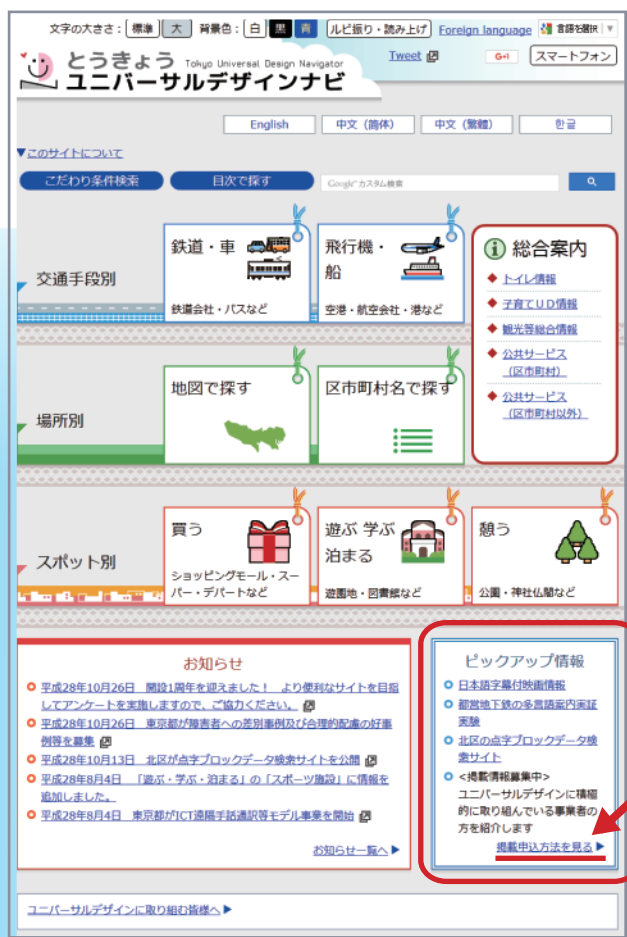 文字の大きさ：標準 大 背景色：白 黒 青 ルビ振り・読み上げ Foreign language 言語を選択 ▼
とうきょう Tokyo Universal Design Navigator
ユニバーサルデザインナビ
Tweet G+1 スマートフォン
English 中文（簡体） 中文（繁體） 한글
▼このサイトについて
こだわり条件検索 目次で探す Google カスタム検索
交通手段別
鉄道・車
鉄道会社・バスなど
飛行機・
船
空港・航空会社・港など
総合案内
トイレ情報
子育てＵＤ情報
観光等総合情報
公共サービス
（区市町村）
公共サービス
（区市町村以外）
場所別
地図で探す
区市町村名で探す
スポット別
買う
ショッピングモール・スー
パー・デパートなど
遊ぶ 学ぶ
泊まる
遊園地・図書館など
憩う
公園・神社仏閣など
お知らせ
平成28年10月26日 開設1周年を迎えました！ より便利なサイトを目指
してアンケートを実施しますので、ご協力ください。
平成28年10月26日 東京都が障害者への差別事例及び合理的配慮の好事
例等を募集
平成28年10月13日 北区が点字ブロックデータ検索サイトを公開
平成28年8月4日 「遊ぶ・学ぶ・泊まる」の「スポーツ施設」に情報を
追加しました。
平成28年8月4日 東京都がICT遠隔手話通訳等モデル事業を開始
お知らせ一覧へ▶
ピックアップ情報
日本語字幕付映画情報
都営地下鉄の多言語案内実証
実験
北区の点字ブロックデータ検
索サイト
<掲載情報募集中>
ユニバーサルデザインに積極
的に取り組んでいる事業者の
方を紹介します
掲載申込方法を見る▶
ユニバーサルデザインに取り組む皆様へ▶